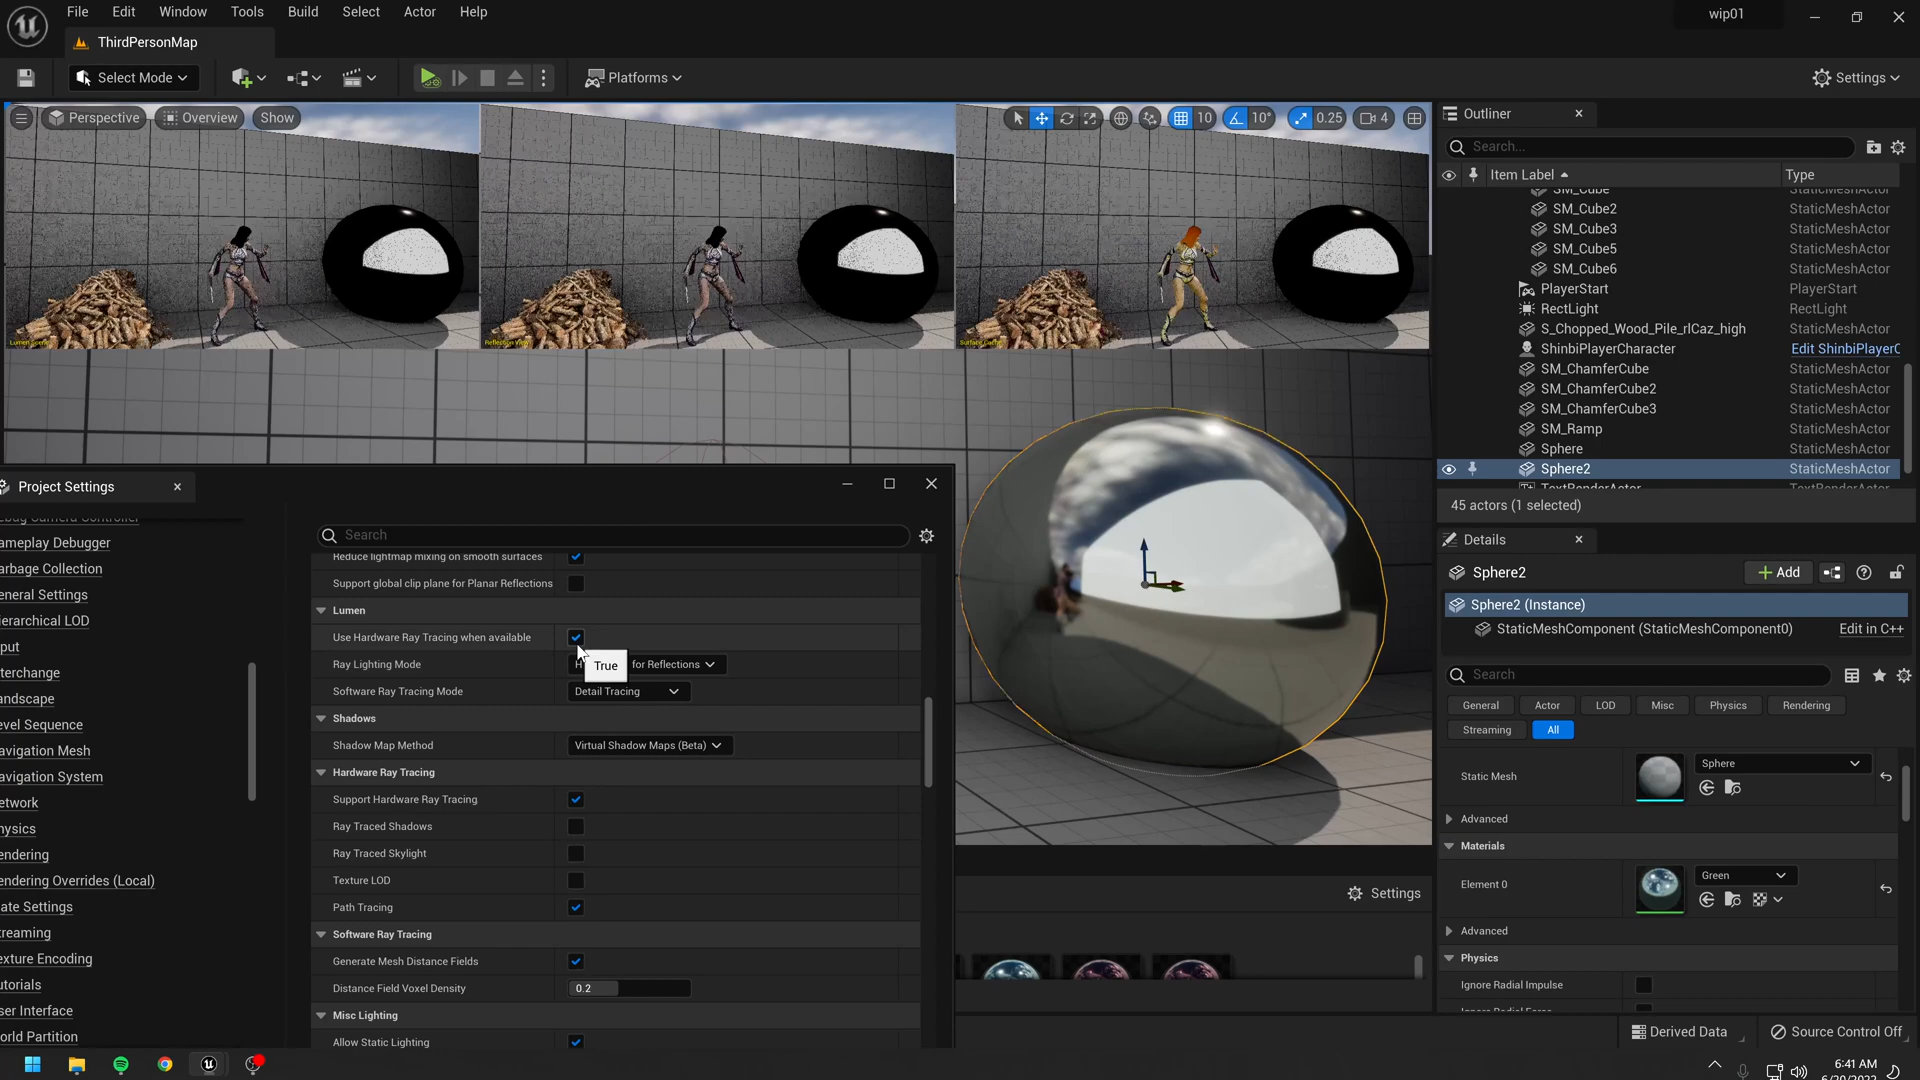 File Edit Window Tools Build Select Actor Help
wip01
ThirdPersonMap
Select Mode
Platforms
Settings
Perspective Overview Show
10 10° 0.25 4
Surface Cache
Outliner
Search...
Item Label Type
SM_Cube StaticMeshActor
SM_Cube2 StaticMeshActor
SM_Cube3 StaticMeshActor
SM_Cube5 StaticMeshActor
SM_Cube6 StaticMeshActor
PlayerStart PlayerStart
RectLight RectLight
S_Chopped_Wood_Pile_rlCaz_high StaticMeshActor
ShinbiPlayerCharacter Edit ShinbiPlayerC
SM_ChamferCube StaticMeshActor
SM_ChamferCube2 StaticMeshActor
SM_ChamferCube3 StaticMeshActor
SM_Ramp StaticMeshActor
Sphere StaticMeshActor
Sphere2 StaticMeshActor
TextRenderActor TextRenderActor
45 actors (1 selected)
Details
Sphere2
Add
Sphere2 (Instance)
StaticMeshComponent (StaticMeshComponent0) Edit in C++
Search
General Actor LOD Misc Physics Rendering
Streaming All
Static Mesh Sphere
Advanced
Materials
Element 0 Green
Advanced
Physics
Ignore Radial Impulse
Ignore Radial Force
Derived Data Source Control Off
Settings
Project Settings
ebug Camera Controller
ameplay Debugger
arbage Collection
eneral Settings
ierarchical LOD
put
terchange
andscape
evel Sequence
avigation Mesh
avigation System
etwork
hysics
endering
endering Overrides (Local)
ate Settings
treaming
exture Encoding
utorials
ser Interface
orld Partition
Search
Reduce lightmap mixing on smooth surfaces
Support global clip plane for Planar Reflections
Lumen
Use Hardware Ray Tracing when available
Ray Lighting Mode H for Reflections
True
Software Ray Tracing Mode Detail Tracing
Shadows
Shadow Map Method Virtual Shadow Maps (Beta)
Hardware Ray Tracing
Support Hardware Ray Tracing
Ray Traced Shadows
Ray Traced Skylight
Texture LOD
Path Tracing
Software Ray Tracing
Generate Mesh Distance Fields
Distance Field Voxel Density 0.2
Misc Lighting
Allow Static Lighting
6:41 AM
6/20/2022